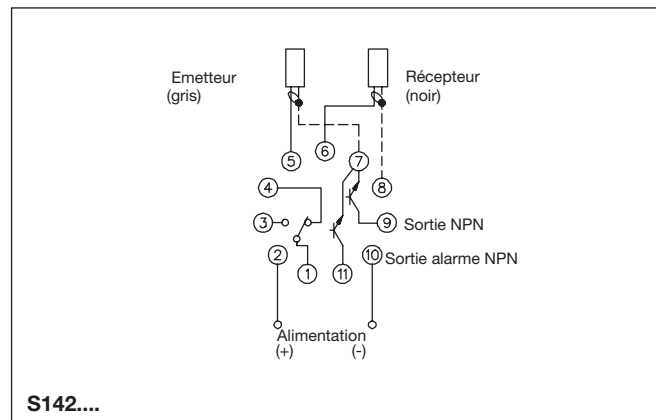 Emetteur
(gris)
Récepteur
(noir)
5
6
7
8
4
3
9 Sortie NPN
2
1
11
10 Sortie alarme NPN
Alimentation
(+) (-)
S142....